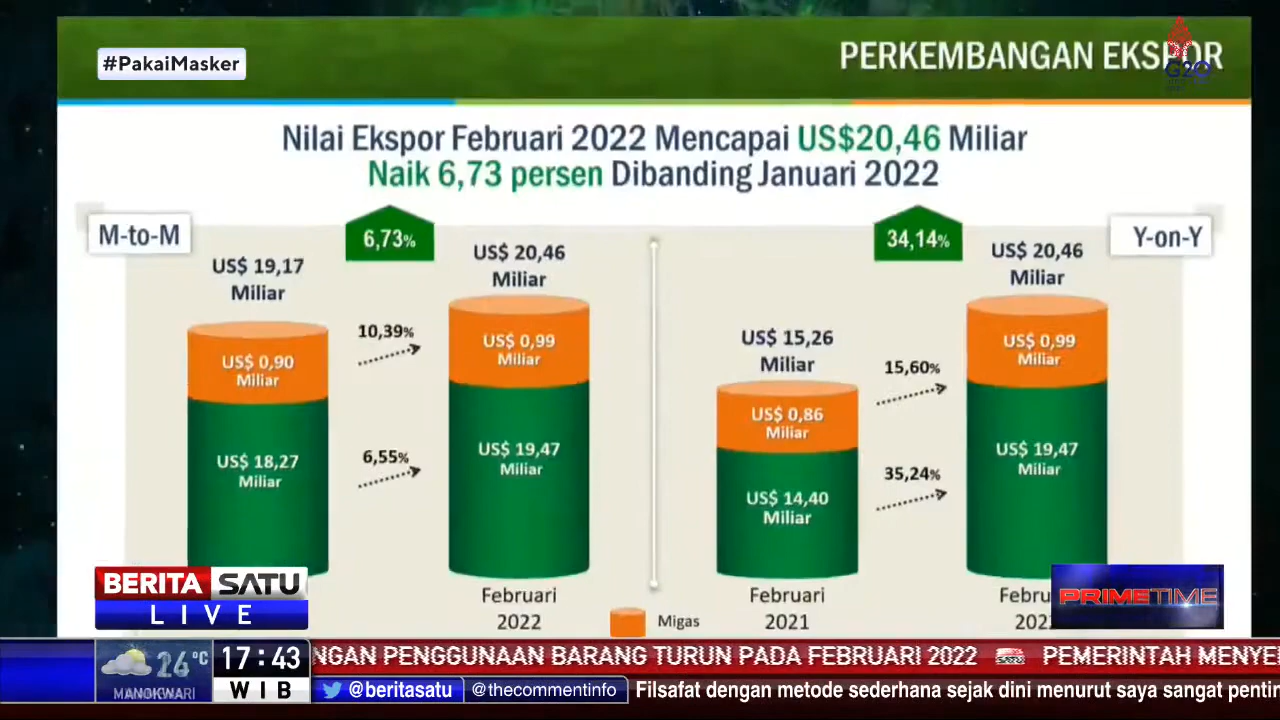 #PakaiMasker
PERKEMBANGAN EKSPOR
G20
Nilai Ekspor Februari 2022 Mencapai US$20,46 Miliar
Naik 6,73 persen Dibanding Januari 2022
M-to-M
6,73%
34,14%
Y-on-Y
US$ 19,17
Miliar
US$ 20,46
Miliar
US$ 15,26
Miliar
US$ 20,46
Miliar
US$ 0,90
Miliar
10,39%
US$ 0,99
Miliar
US$ 0,86
Miliar
15,60%
US$ 0,99
Miliar
US$ 18,27
Miliar
6,55%
US$ 19,47
Miliar
US$ 14,40
Miliar
35,24%
US$ 19,47
Miliar
Februari
2022
Migas
Februari
2021
Febru
202
BERITA SATU
LIVE
PRIMETIME
26°C
MANOKWARI
17:43
WIB
NGAN PENGGUNAAN BARANG TURUN PADA FEBRUARI 2022 PEMERINTAH MENYE
@beritasatu @thecommentinfo Filsafat dengan metode sederhana sejak dini menurut saya sangat pentin